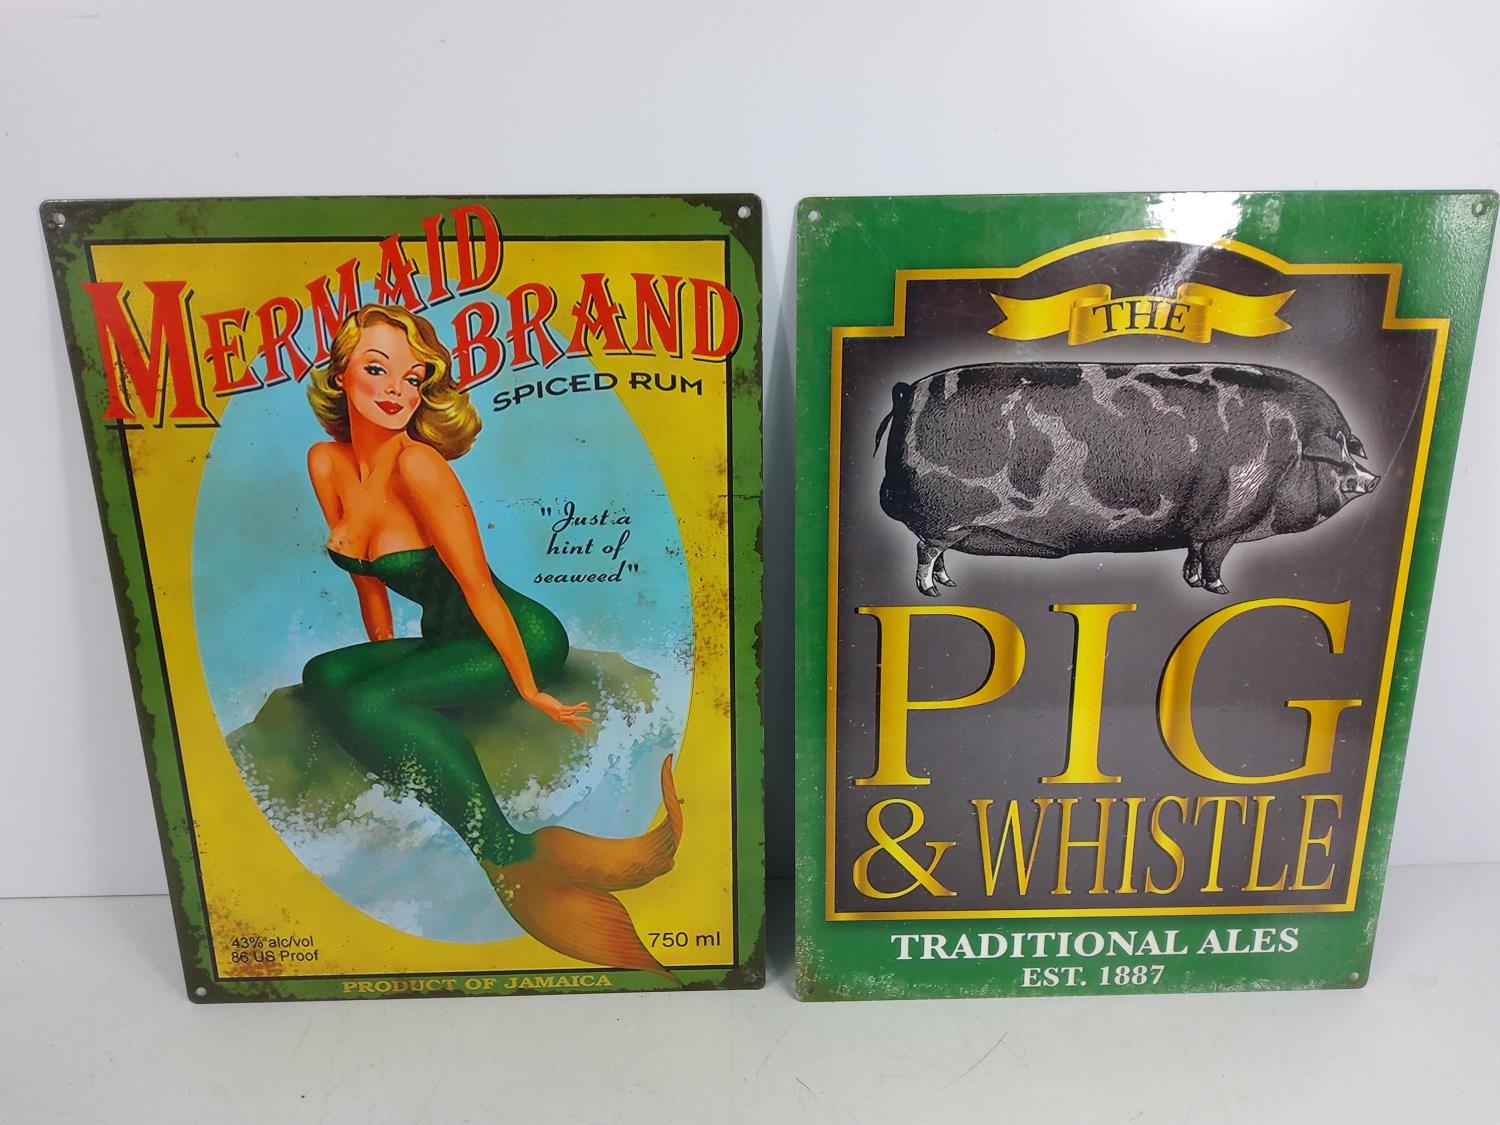 MERMAID
BRAND
SPICED RUM
"Just a
hint of
seaweed"
43% alc/vol
86 US Proof
750 ml
PRODUCT OF JAMAICA
THE
PIG
& WHISTLE
TRADITIONAL ALES
EST. 1887